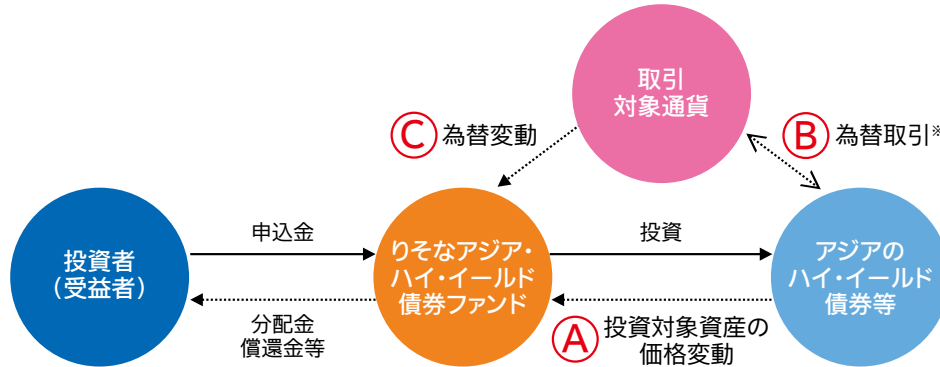 取引
対象通貨
Ⓒ 為替変動
Ⓑ 為替取引※
投資者
(受益者)
申込金
りそなアジア・
ハイ・イールド
債券ファンド
投資
アジアの
ハイ・イールド
債券等
分配金
償還金等
Ⓐ 投資対象資産の
価格変動